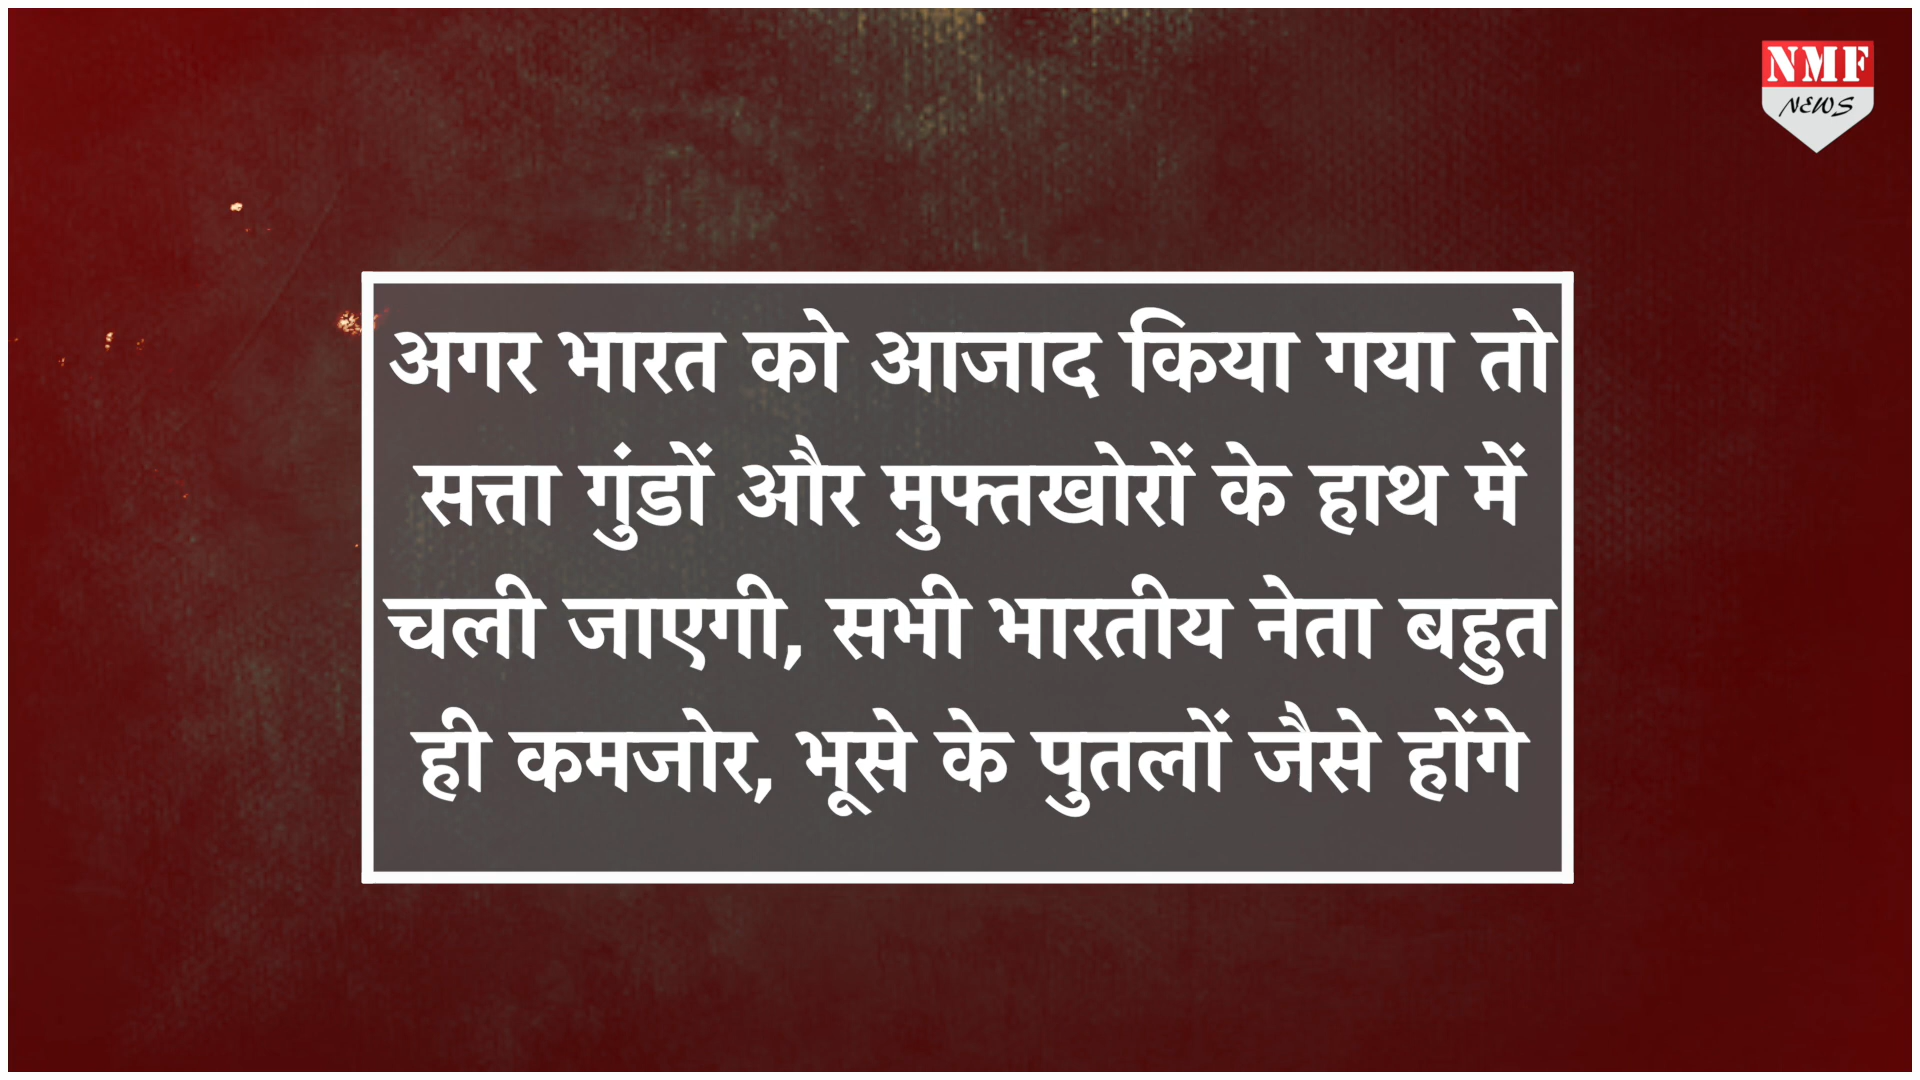 NMF
NEWS
अगर भारत को आजाद किया गया तो
सत्ता गुंडों और मुफ्तखोरों के हाथ में
चली जाएगी, सभी भारतीय नेता बहुत
ही कमजोर, भूसे के पुतलों जैसे होंगे